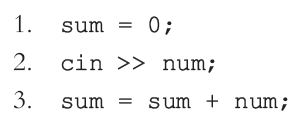 1. sum = 0;
2. cin >> num;
3. sum = sum + num;